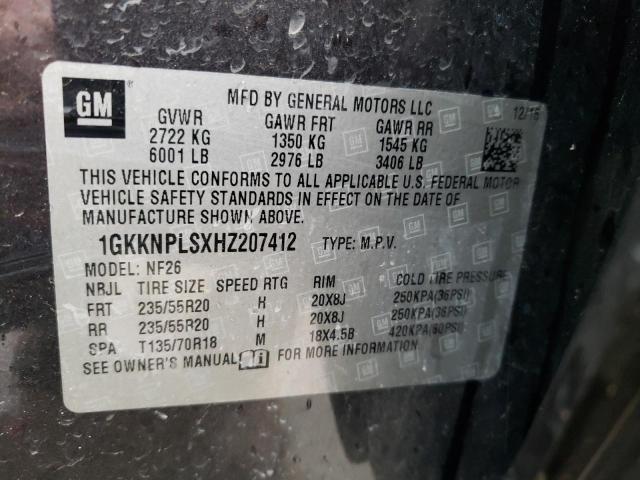 GM
MFD BY GENERAL MOTORS LLC
12/16
GVWR GAWR FRT GAWR RR
2722 KG 1350 KG 1545 KG
6001 LB 2976 LB 3406 LB
THIS VEHICLE CONFORMS TO ALL APPLICABLE U.S. FEDERAL MOTOR
VEHICLE SAFETY STANDARDS IN EFFECT ON THE DATE OF
MANUFACTURE SHOWN ABOVE.
1GKKNPLSXHZ207412 TYPE: M.P.V.
MODEL: NF26
NBJL TIRE SIZE SPEED RTG RIM COLD TIRE PRESSURE
FRT 235/55R20 H 20X8J 250KPA(36PSI)
RR 235/55R20 H 20X8J 250KPA(36PSI)
SPA T135/70R18 M 18X4.5B 420KPA(60PSI)
SEE OWNER'S MANUAL FOR MORE INFORMATION